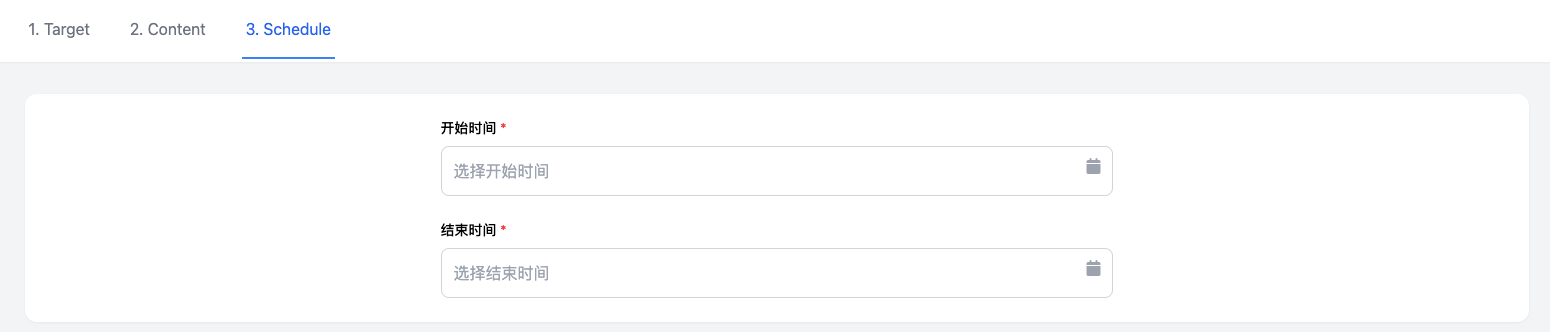 1. Target 2. Content 3. Schedule
开始时间 *
选择开始时间
结束时间 *
选择结束时间